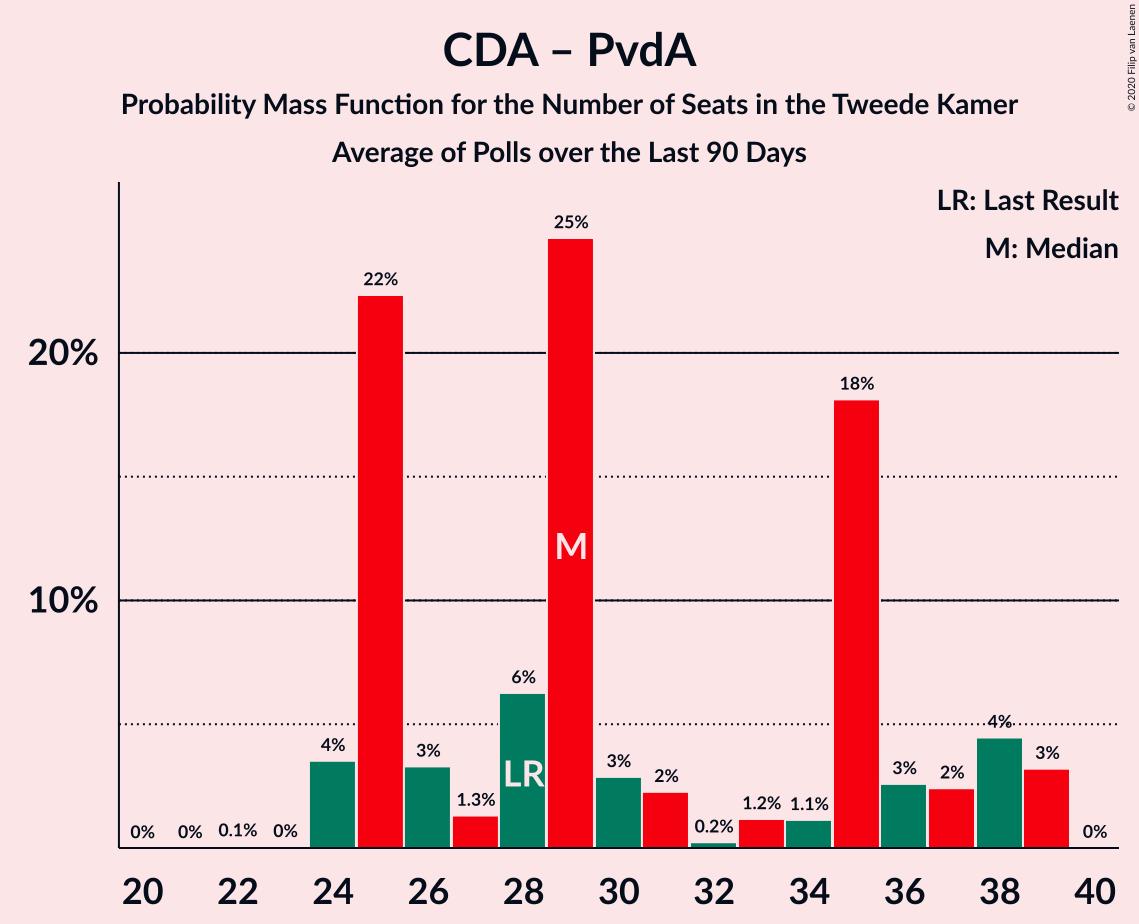 CDA – PvdA
Probability Mass Function for the Number of Seats in the Tweede Kamer
Average of Polls over the Last 90 Days
© 2020 Filip van Laenen
LR: Last Result
M: Median
20%
10%
0%
0%
0.1%
0%
4%
22%
3%
1.3%
6%
25%
3%
2%
0.2%
1.2%
1.1%
18%
3%
2%
4%
3%
0%
LR
M
20 22 24 26 28 30 32 34 36 38 40